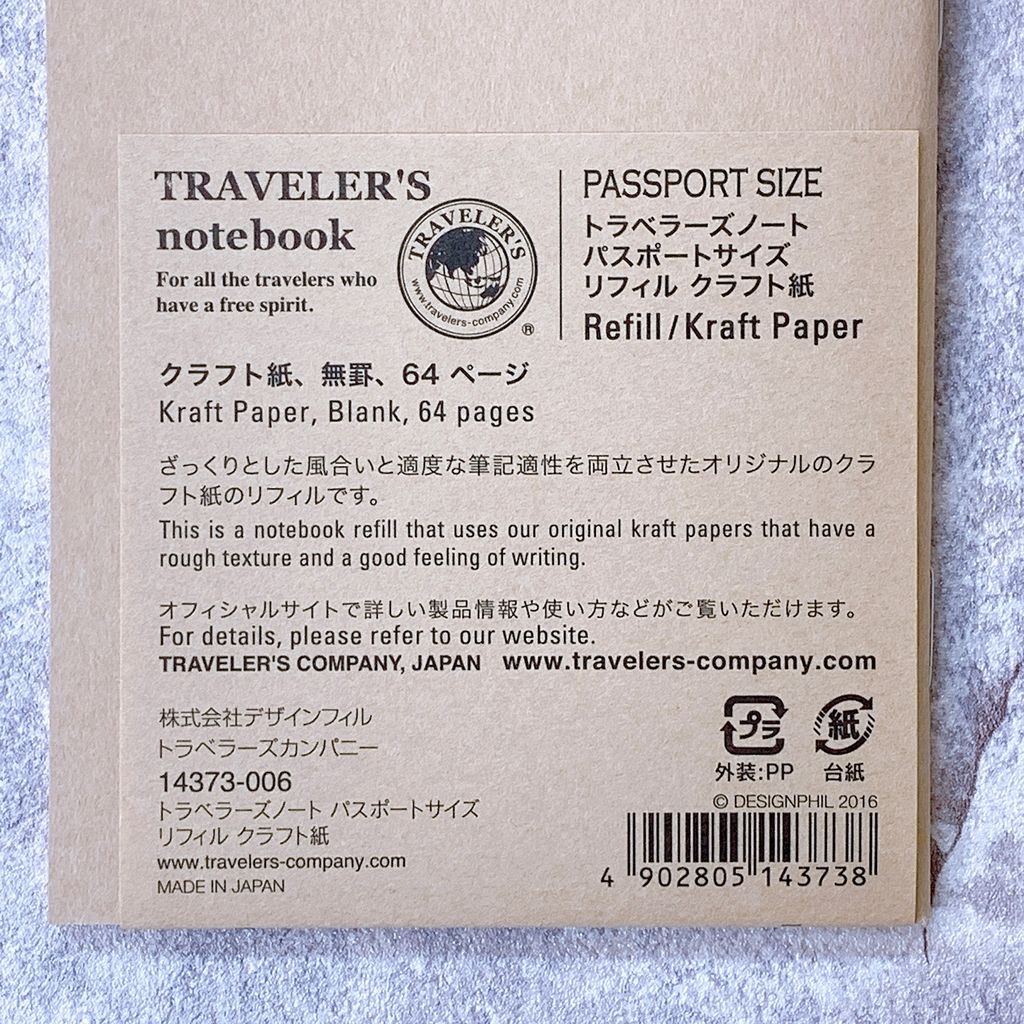 TRAVELER'S
notebook
For all the travelers who
have a free spirit.
TRAVELER'S
www.travelers-company.com
®
PASSPORT SIZE
トラベラーズノート
パスポートサイズ
リフィル クラフト紙
Refill/Kraft Paper
クラフト紙、無罫、64 ページ
Kraft Paper, Blank, 64 pages
ざっくりとした風合いと適度な筆記適性を両立させたオリジナルのクラ
フト紙のリフィルです。
This is a notebook refill that uses our original kraft papers that have a
rough texture and a good feeling of writing.
オフィシャルサイトで詳しい製品情報や使い方などがご覧いただけます。
For details, please refer to our website.
TRAVELER'S COMPANY, JAPAN www.travelers-company.com
株式会社デザインフィル
トラベラーズカンパニー
14373-006
トラベラーズノート パスポートサイズ
リフィル クラフト紙
www.travelers-company.com
MADE IN JAPAN
プラ 紙
外装:PP 台紙
© DESIGNPHIL 2016
4 902805 143738